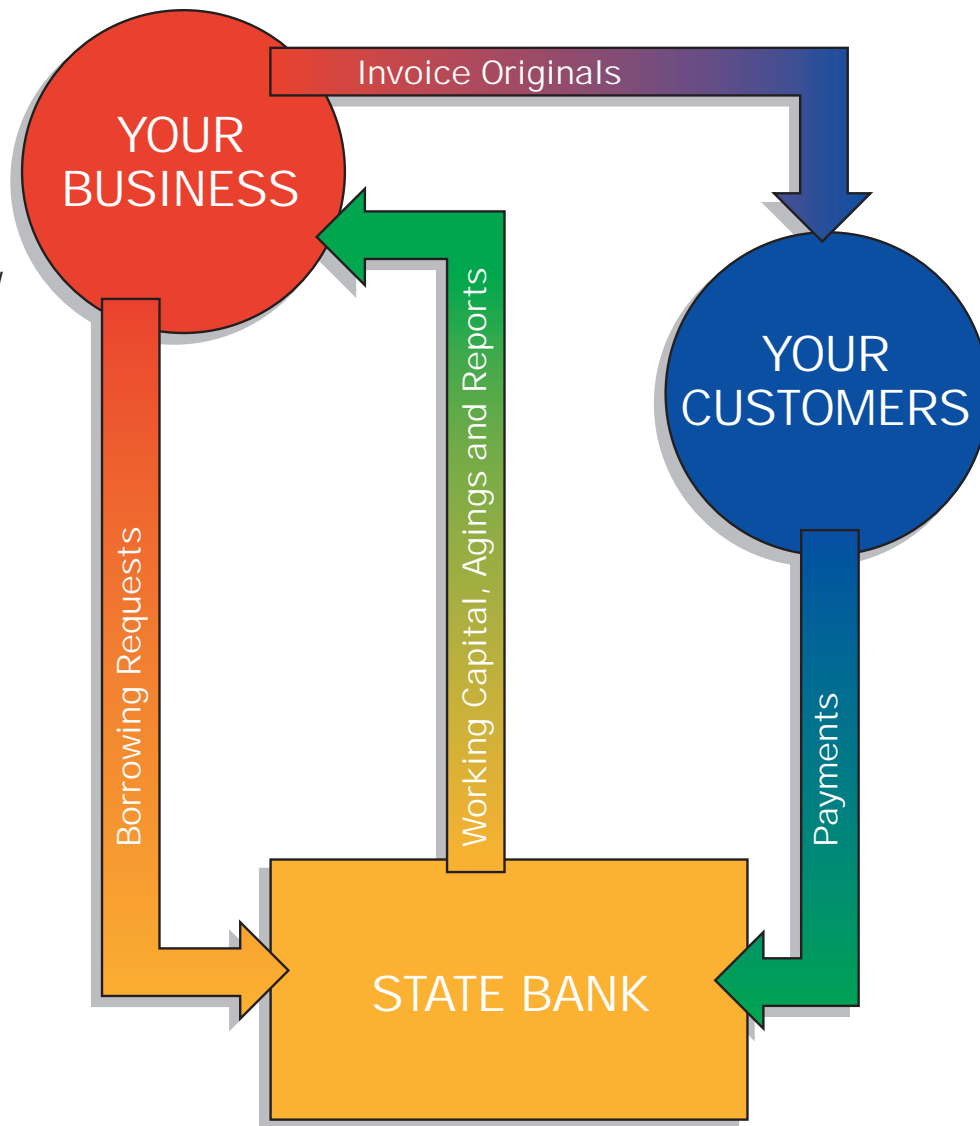 Invoice Originals
YOUR
BUSINESS
YOUR
CUSTOMERS
Borrowing Requests
Working Capital, Agings and Reports
Payments
STATE BANK